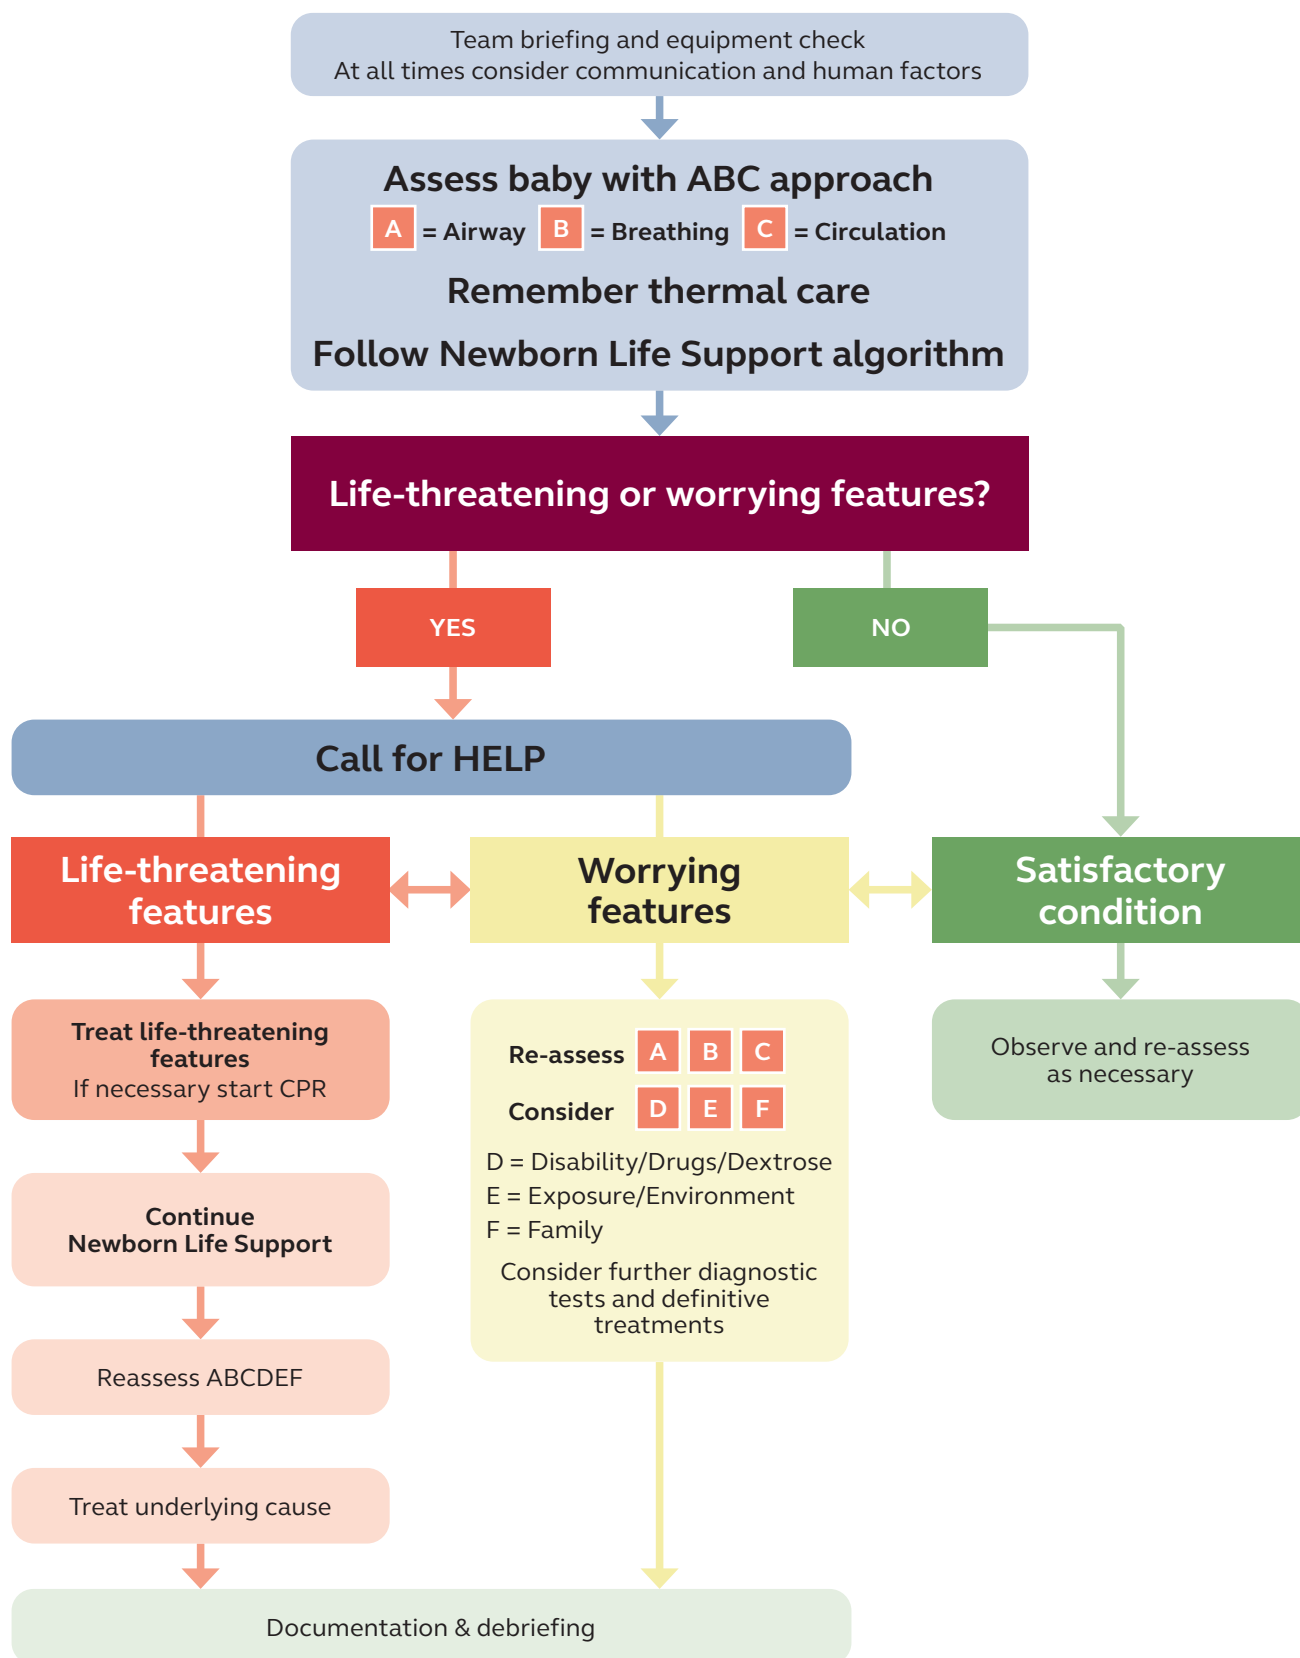 Team briefing and equipment check
At all times consider communication and human factors
Assess baby with ABC approach
A = Airway B = Breathing C = Circulation
Remember thermal care
Follow Newborn Life Support algorithm
Life-threatening or worrying features?
YES
NO
Call for HELP
Life-threatening
features
Worrying
features
Satisfactory
condition
Treat life-threatening
features
If necessary start CPR
Continue
Newborn Life Support
Reassess ABCDEF
Treat underlying cause
Re-assess A B C
Consider D E F
D = Disability/Drugs/Dextrose
E = Exposure/Environment
F = Family
Consider further diagnostic
tests and definitive
treatments
Observe and re-assess
as necessary
Documentation & debriefing